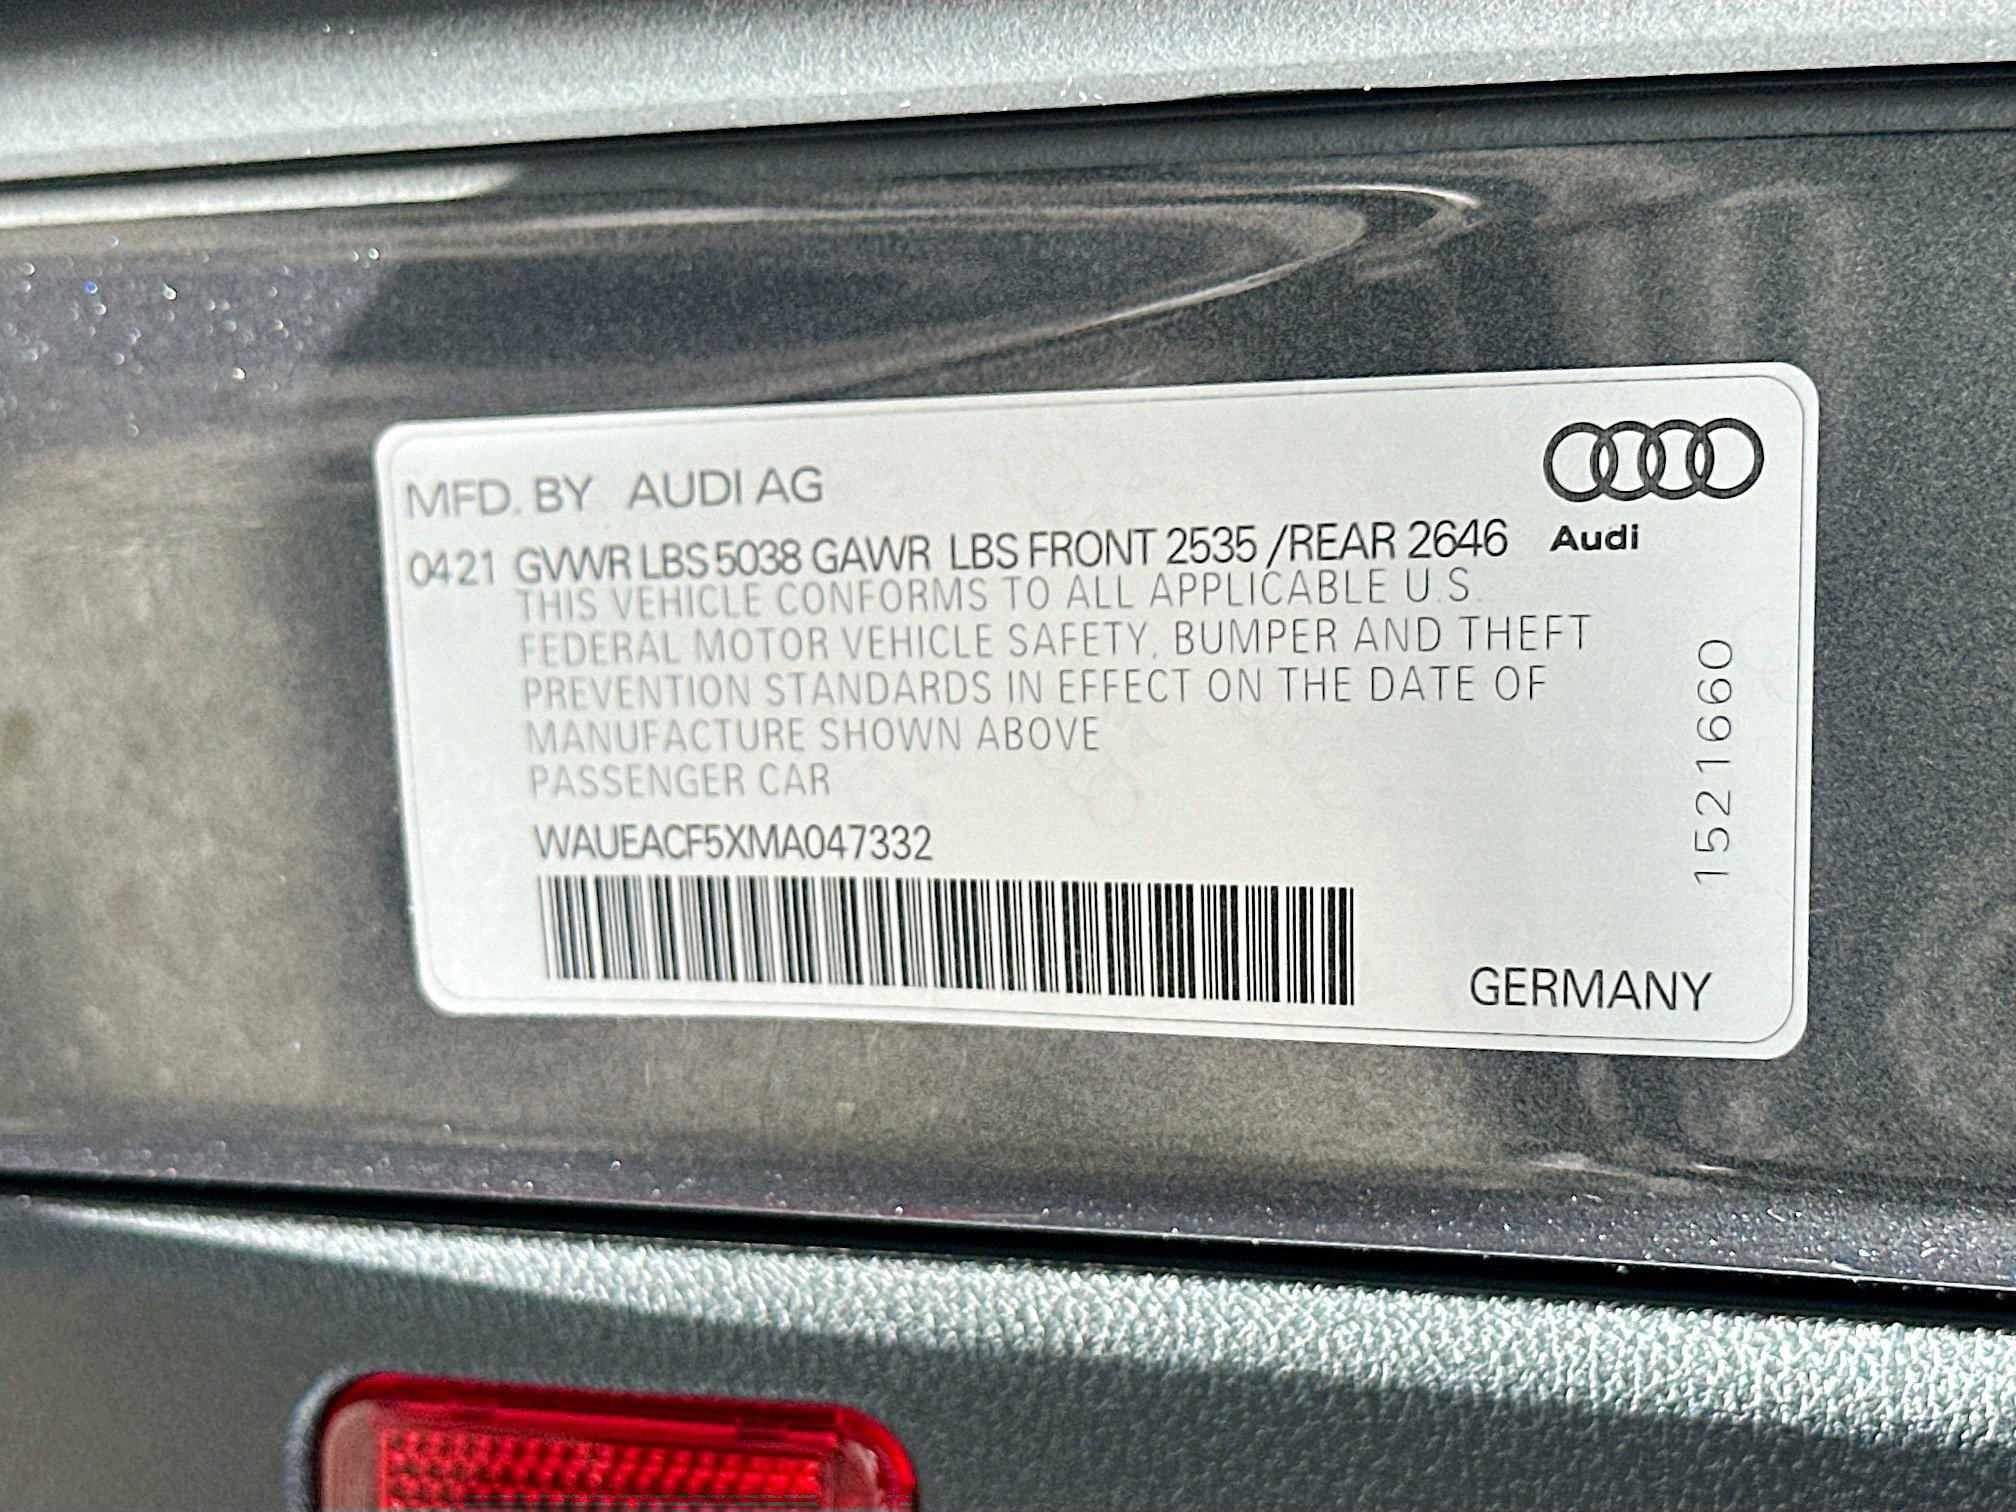 MFD. BY AUDI AG
0421 GVWR LBS 5038 GAWR LBS FRONT 2535 /REAR 2646
Audi
THIS VEHICLE CONFORMS TO ALL APPLICABLE U.S.
FEDERAL MOTOR VEHICLE SAFETY, BUMPER AND THEFT
PREVENTION STANDARDS IN EFFECT ON THE DATE OF
MANUFACTURE SHOWN ABOVE
PASSENGER CAR
WAUEACF5XMA047332
1521660
GERMANY